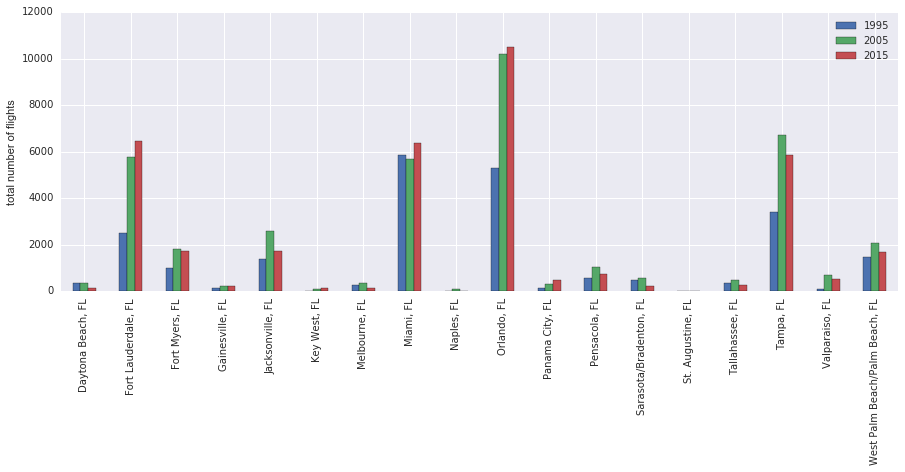 12000
10000
8000
6000
4000
2000
0
total number of flights
1995
2005
2015
Daytona Beach, FL
Fort Lauderdale, FL
Fort Myers, FL
Gainesville, FL
Jacksonville, FL
Key West, FL
Melbourne, FL
Miami, FL
Naples, FL
Orlando, FL
Panama City, FL
Pensacola, FL
Sarasota/Bradenton, FL
St. Augustine, FL
Tallahassee, FL
Tampa, FL
Valparaiso, FL
West Palm Beach/Palm Beach, FL